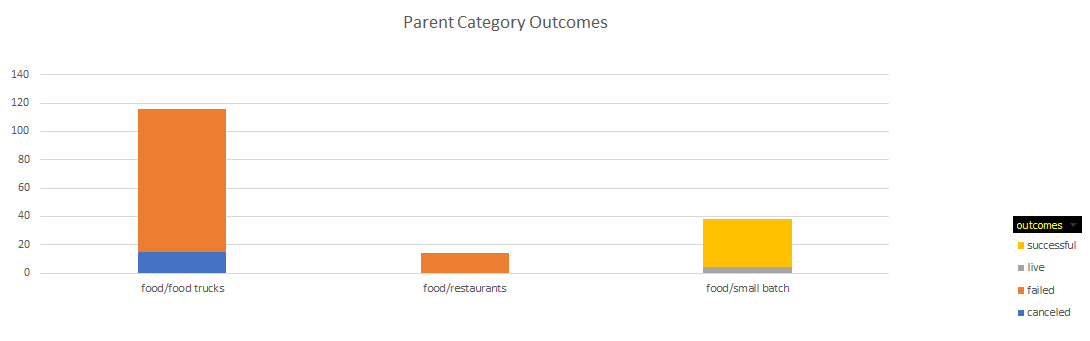 Parent Category Outcomes
140
120
100
80
60
40
20
0
food/food trucks
food/restaurants
food/small batch
outcomes
successful
live
failed
canceled